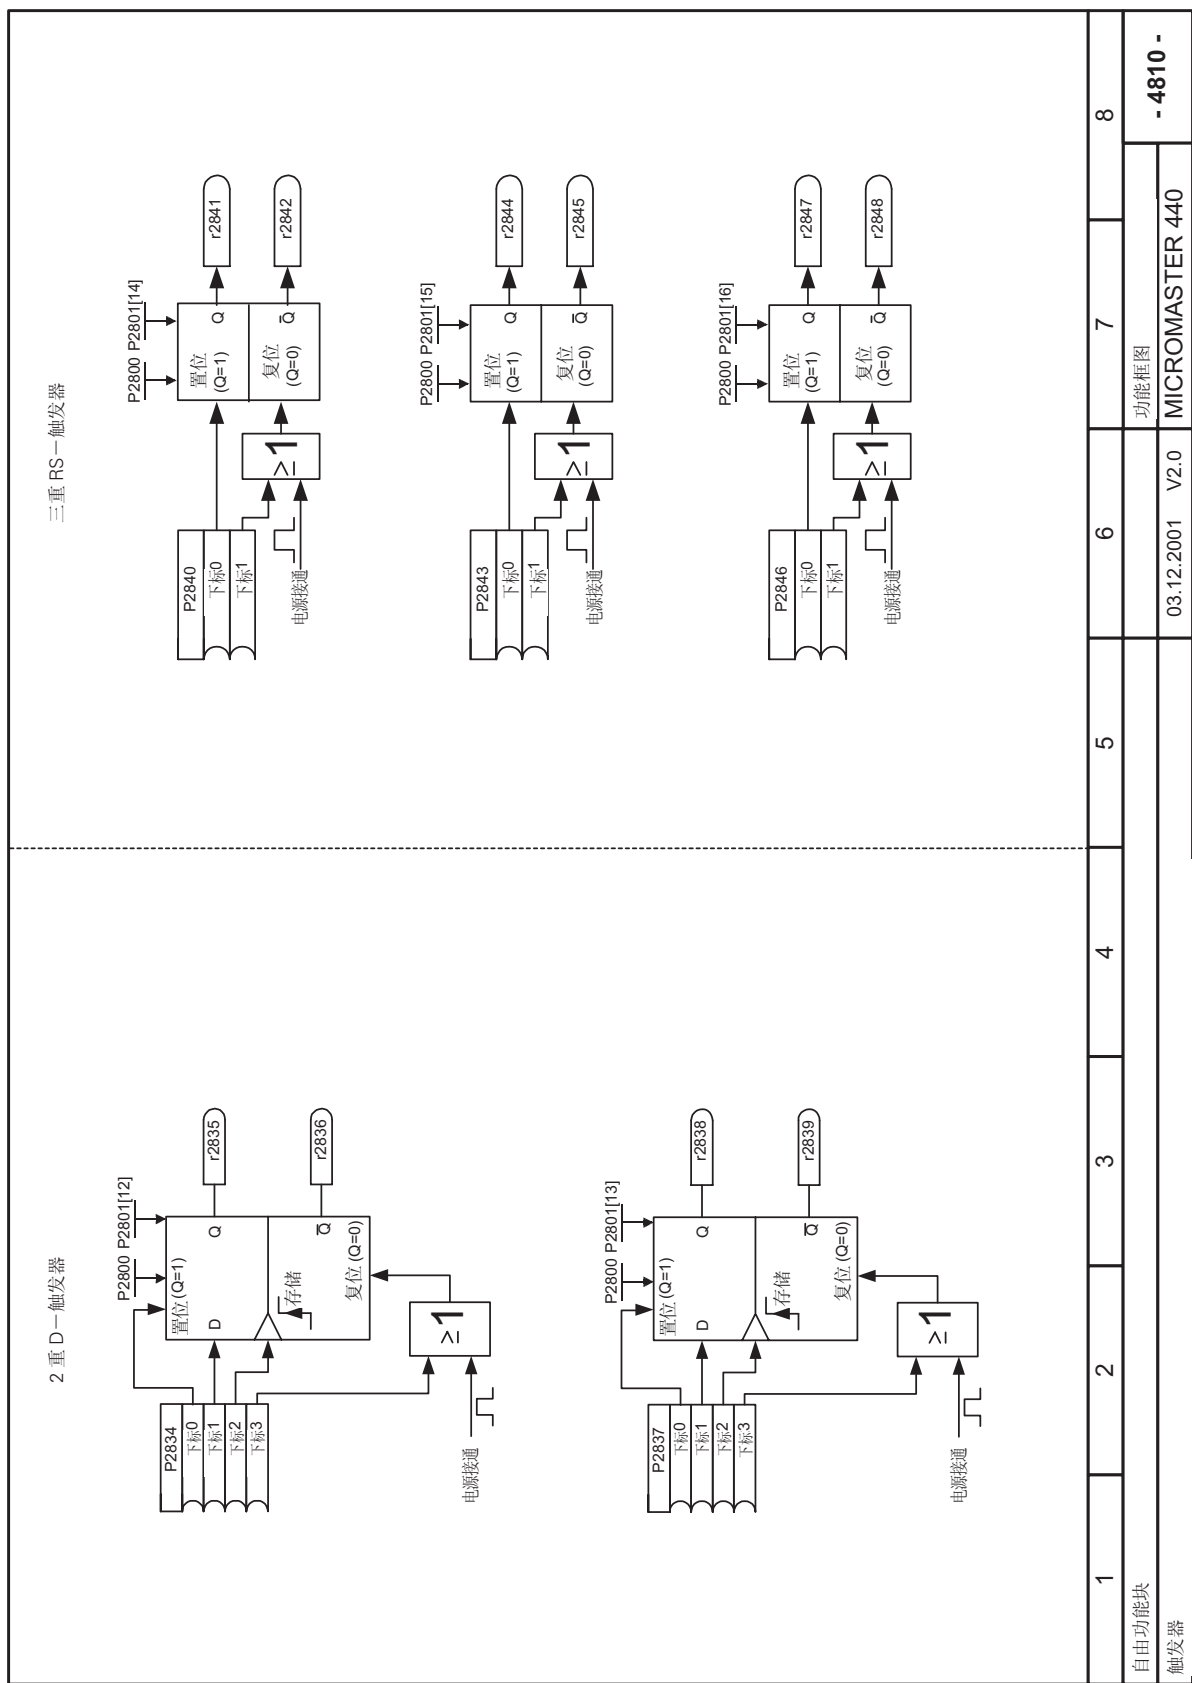 2 重 D－触发器
P2800 P2801[12]
P2834
下标0
下标1
下标2
下标3
置位 (Q=1)
D
Q
存储
Q
复位 (Q=0)
≥1
电源接通
r2835
r2836
P2800 P2801[13]
P2837
下标0
下标1
下标2
下标3
置位 (Q=1)
D
Q
存储
Q
复位 (Q=0)
≥1
电源接通
r2838
r2839
三重 RS－触发器
P2800 P2801[14]
P2840
下标0
下标1
置位
(Q=1)
Q
复位
(Q=0)
Q
≥1
电源接通
r2841
r2842
P2800 P2801[15]
P2843
下标0
下标1
置位
(Q=1)
Q
复位
(Q=0)
Q
≥1
电源接通
r2844
r2845
P2800 P2801[16]
P2846
下标0
下标1
置位
(Q=1)
Q
复位
(Q=0)
Q
≥1
电源接通
r2847
r2848
1 2 3 4 5 6 7 8
自由功能块 功能框图 - 4810 -
触发器 03.12.2001 V2.0 MICROMASTER 440